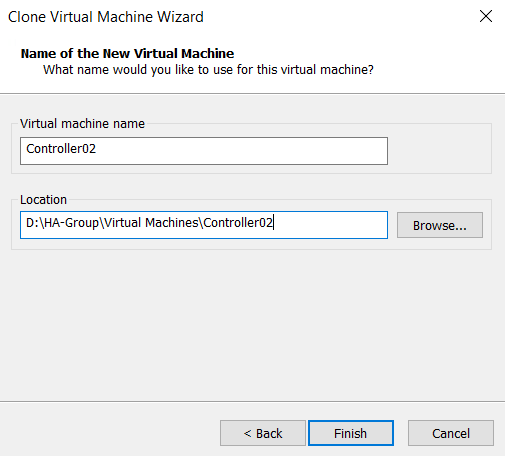 Clone Virtual Machine Wizard
Name of the New Virtual Machine
What name would you like to use for this virtual machine?
Virtual machine name
Controller02
Location
D:\HA-Group\Virtual Machines\Controller02
Browse...
< Back
Finish
Cancel